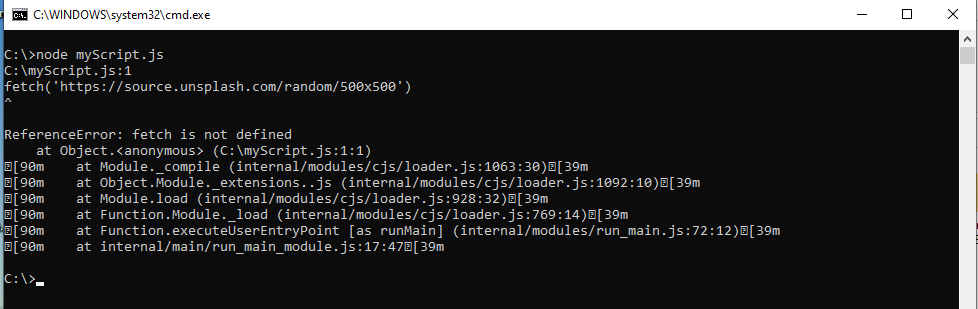 C:\WINDOWS\system32\cmd.exe
C:\>node myScript.js
C:\myScript.js:1
fetch('https://source.unsplash.com/random/500x500')
^
ReferenceError: fetch is not defined
    at Object.<anonymous> (C:\myScript.js:1:1)
[90m    at Module._compile (internal/modules/cjs/loader.js:1063:30)[39m
[90m    at Object.Module._extensions..js (internal/modules/cjs/loader.js:1092:10)[39m
[90m    at Module.load (internal/modules/cjs/loader.js:928:32)[39m
[90m    at Function.Module._load (internal/modules/cjs/loader.js:769:14)[39m
[90m    at Function.executeUserEntryPoint [as runMain] (internal/modules/run_main.js:72:12)[39m
[90m    at internal/main/run_main_module.js:17:47[39m
C:\>